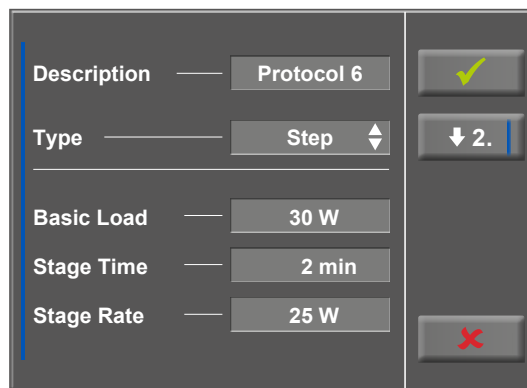 Description Protocol 6
Type Step
2.
Basic Load 30 W
Stage Time 2 min
Stage Rate 25 W